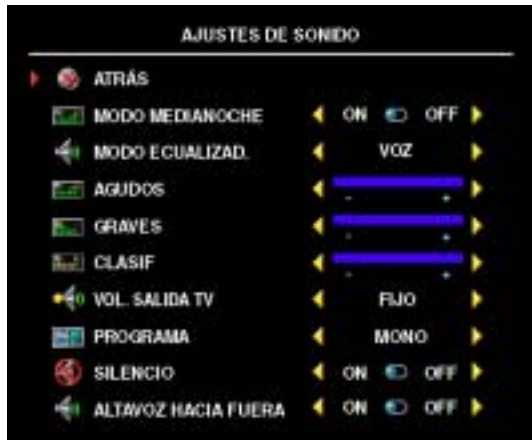 AJUSTES DE SONIDO
ATRÁS
MODO MEDIANOCHE ON OFF
MODO ECUALIZAD. VOZ
AGUDOS
- +
GRAVES
- +
CLASIF
- +
VOL. SALIDA TV FIJO
PROGRAMA MONO
SILENCIO ON OFF
ALTAVOZ HACIA FUERA ON OFF